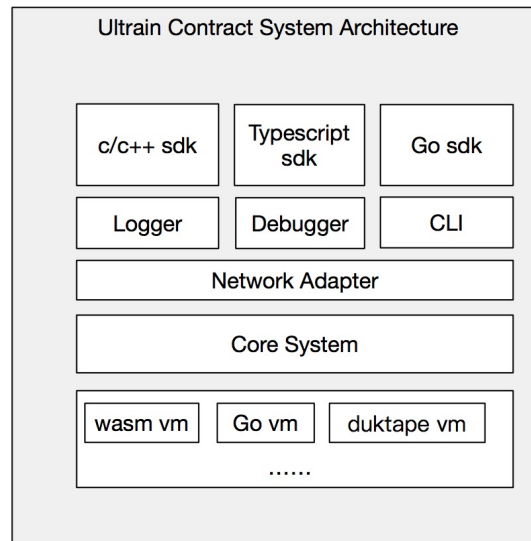 Ultrain Contract System Architecture
c/c++ sdk
Typescript
sdk
Go sdk
Logger
Debugger
CLI
Network Adapter
Core System
wasm vm
Go vm
duktape vm
......